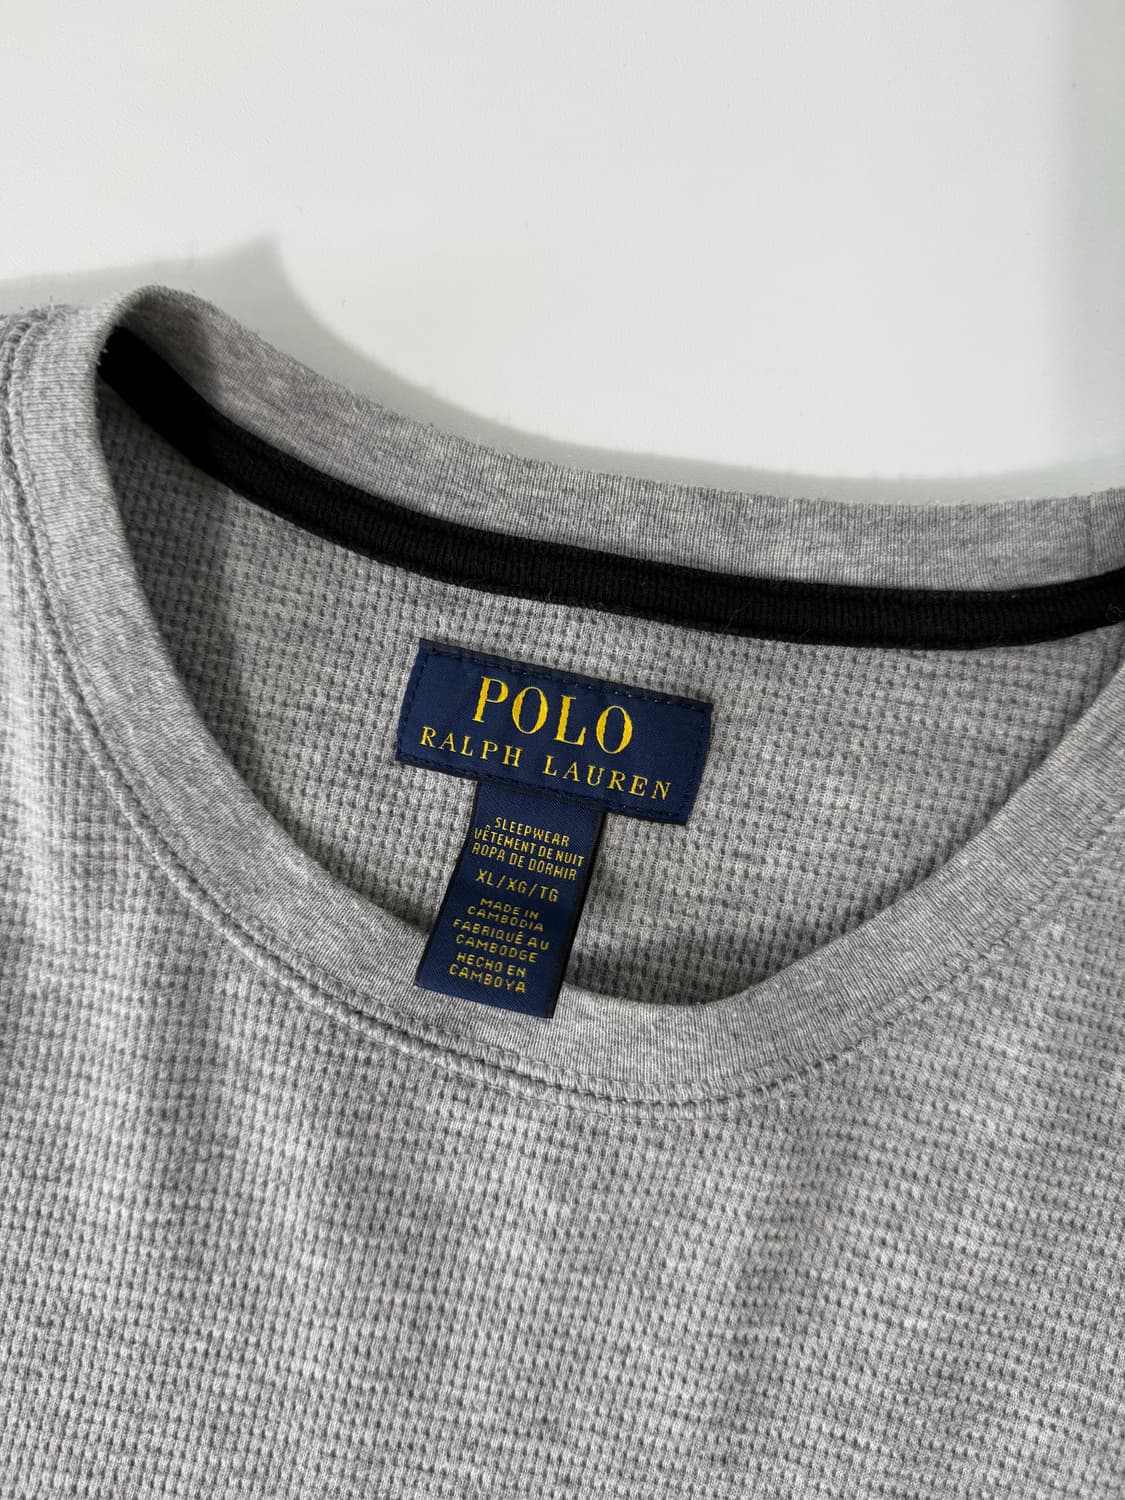 POLO
RALPH LAUREN
SLEEPWEAR
VÊTEMENT DE NUIT
ROPA DE DORMIR
XL/XG/TG
MADE IN
CAMBODIA
FABRIQUÉ AU
CAMBODGE
HECHO EN
CAMBOYA